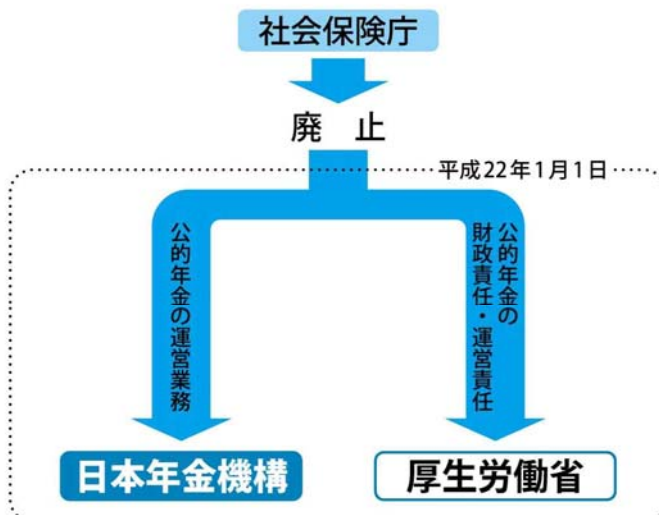 社会保険庁
廃 止
平成22年1月1日
公的年金の運営業務
公的年金の
財政責任・運営責任
日本年金機構
厚生労働省